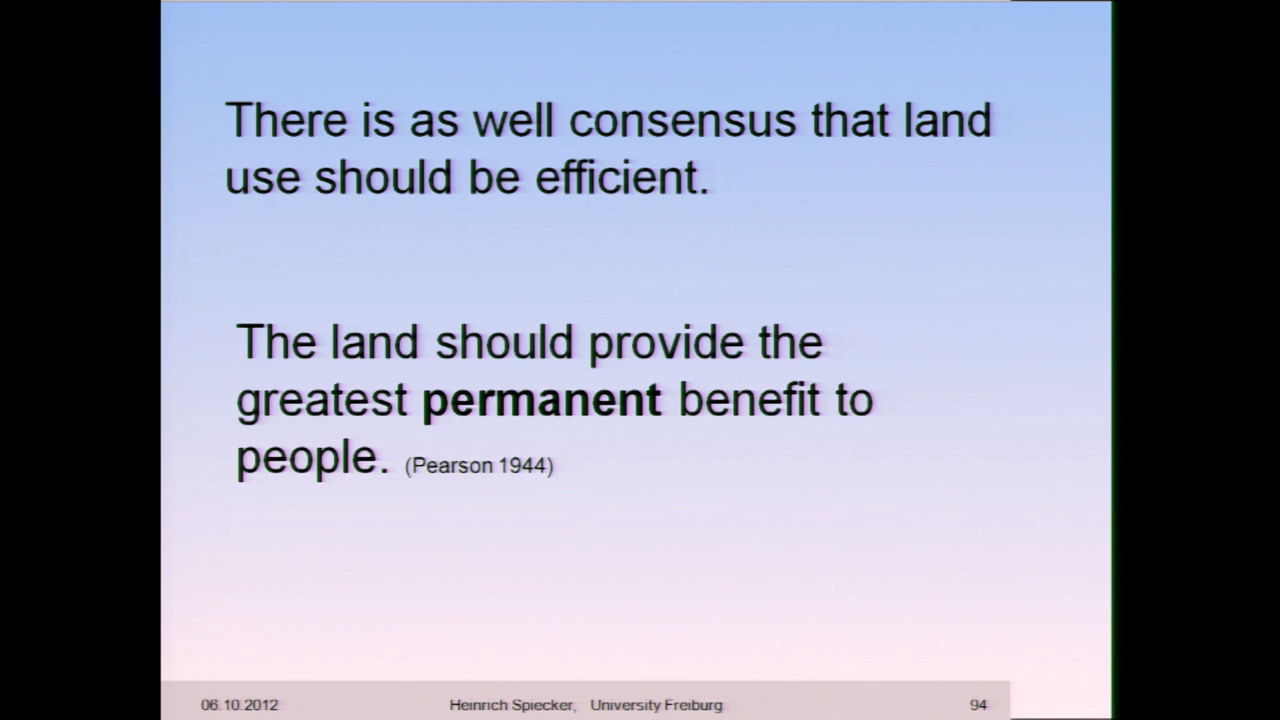 There is as well consensus that land
use should be efficient.
The land should provide the
greatest permanent benefit to
people. (Pearson 1944)
06.10.2012 Heinrich Spiecker, University Freiburg 94